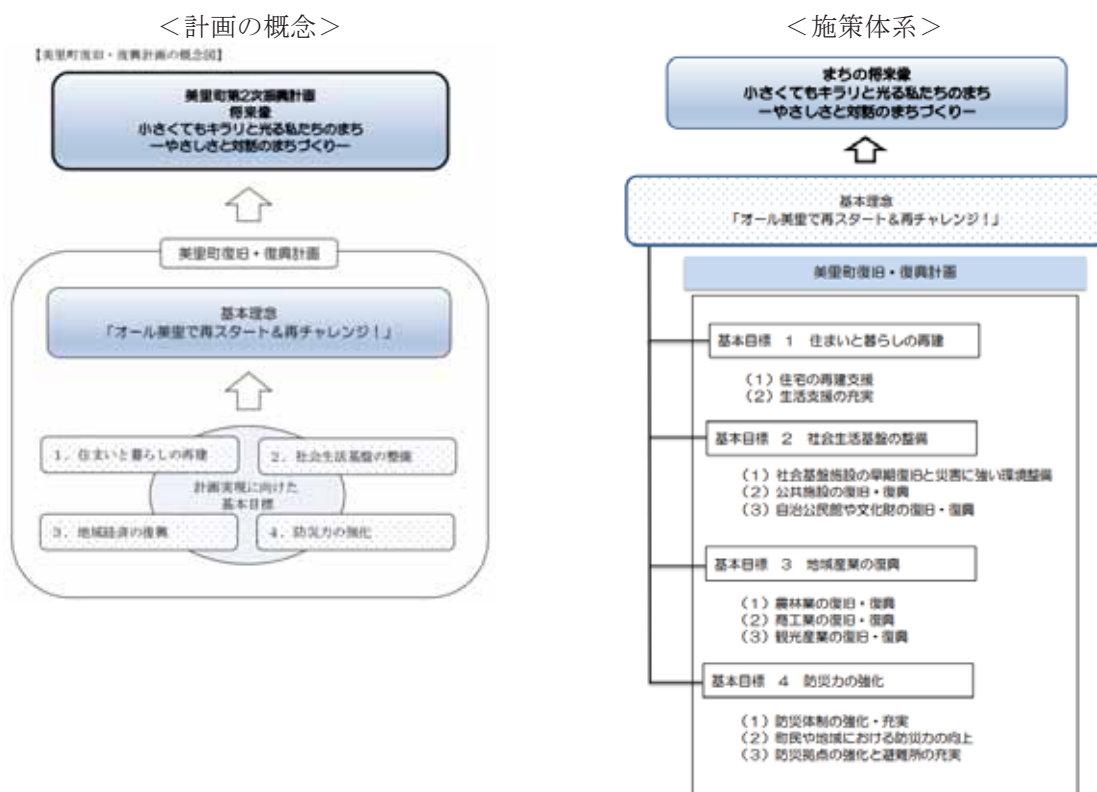 ＜計画の概念＞
【美里町復旧・復興計画の概念図】
美里町第2次振興計画
将来像
小さくてもキラリと光る私たちのまち
ーやさしさと対話のまちづくりー
美里町復旧・復興計画
基本理念
「オール美里で再スタート＆再チャレンジ！」
1．住まいと暮らしの再建
2．社会生活基盤の整備
計画実現に向けた
基本目標
3．地域経済の復興
4．防災力の強化
＜施策体系＞
まちの将来像
小さくてもキラリと光る私たちのまち
ーやさしさと対話のまちづくりー
基本理念
「オール美里で再スタート＆再チャレンジ！」
美里町復旧・復興計画
基本目標　1　住まいと暮らしの再建
（1）住宅の再建支援
（2）生活支援の充実
基本目標　2　社会生活基盤の整備
（1）社会基盤施設の早期復旧と災害に強い環境整備
（2）公共施設の復旧・復興
（3）自治公民館や文化財の復旧・復興
基本目標　3　地域産業の復興
（1）農林業の復旧・復興
（2）商工業の復旧・復興
（3）観光産業の復旧・復興
基本目標　4　防災力の強化
（1）防災体制の強化・充実
（2）町民や地域における防災力の向上
（3）防災拠点の強化と避難所の充実